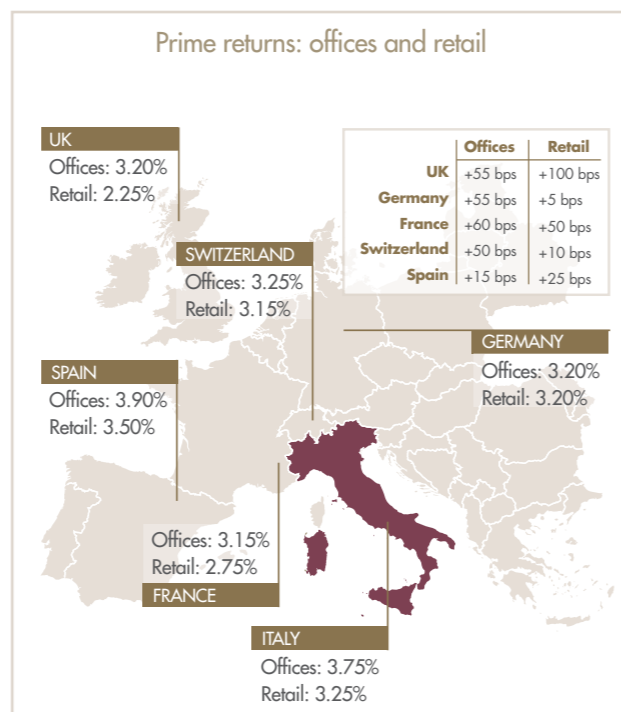 Prime returns: offices and retail
UK
Offices: 3.20%
Retail: 2.25%
Offices Retail
UK +55 bps +100 bps
Germany +55 bps +5 bps
France +60 bps +50 bps
Switzerland +50 bps +10 bps
Spain +15 bps +25 bps
SWITZERLAND
Offices: 3.25%
Retail: 3.15%
GERMANY
Offices: 3.20%
Retail: 3.20%
SPAIN
Offices: 3.90%
Retail: 3.50%
Offices: 3.15%
Retail: 2.75%
FRANCE
ITALY
Offices: 3.75%
Retail: 3.25%